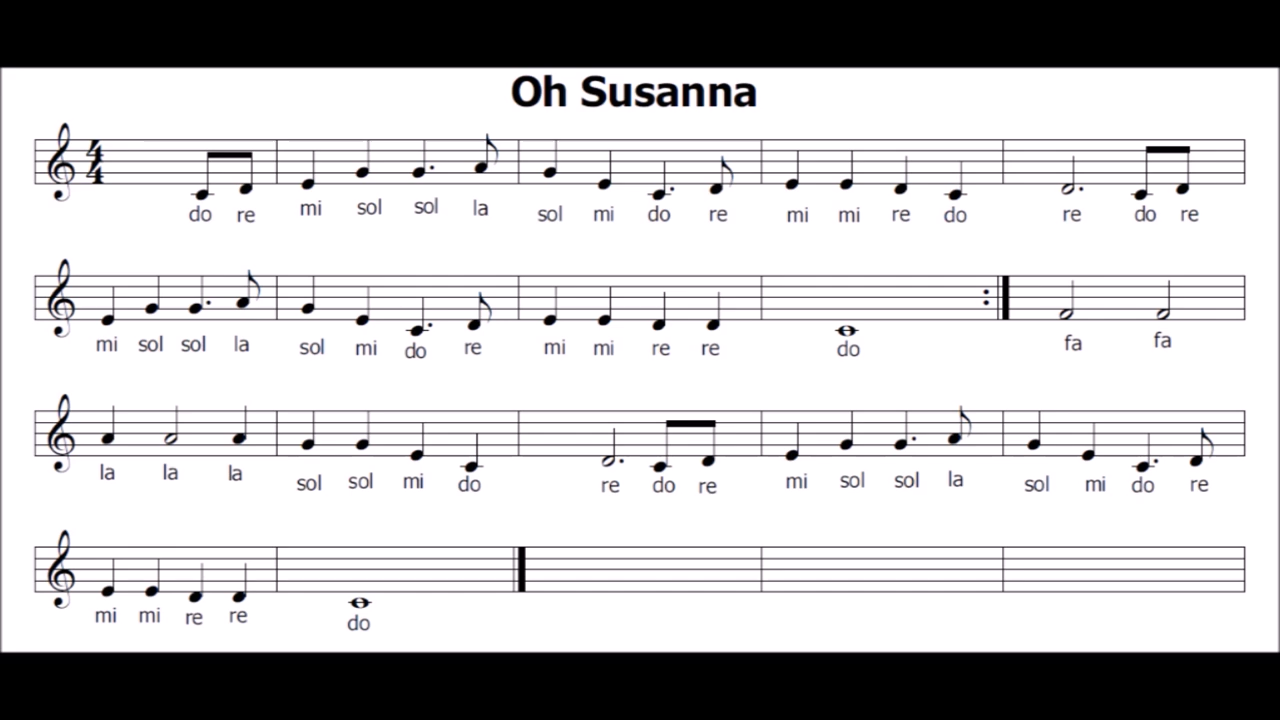 Oh Susanna
4
4
do re mi sol sol la sol mi do re mi mi re do re do re
mi sol sol la sol mi do re mi mi re re do fa fa
la la la sol sol mi do re do re mi sol sol la sol mi do re
mi mi re re do